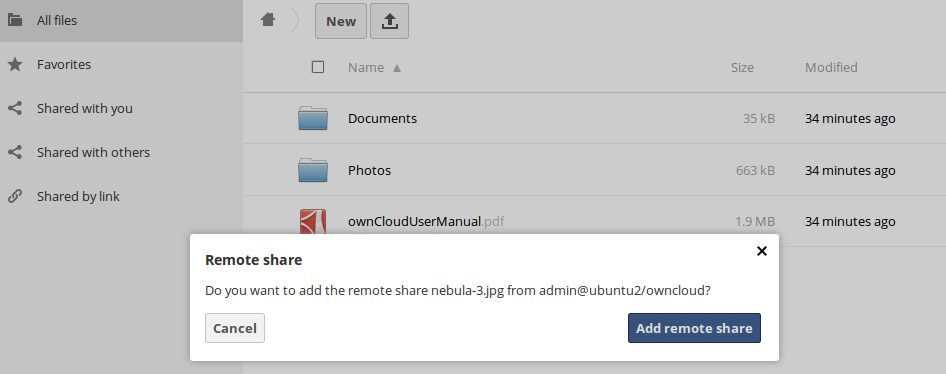 All files
Favorites
Shared with you
Shared with others
Shared by link
New
Name ▲ Size Modified
Documents 35 kB 34 minutes ago
Photos 663 kB 34 minutes ago
ownCloudUserManual.pdf 1.9 MB 34 minutes ago
Remote share
Do you want to add the remote share nebula-3.jpg from admin@ubuntu2/owncloud?
Cancel Add remote share